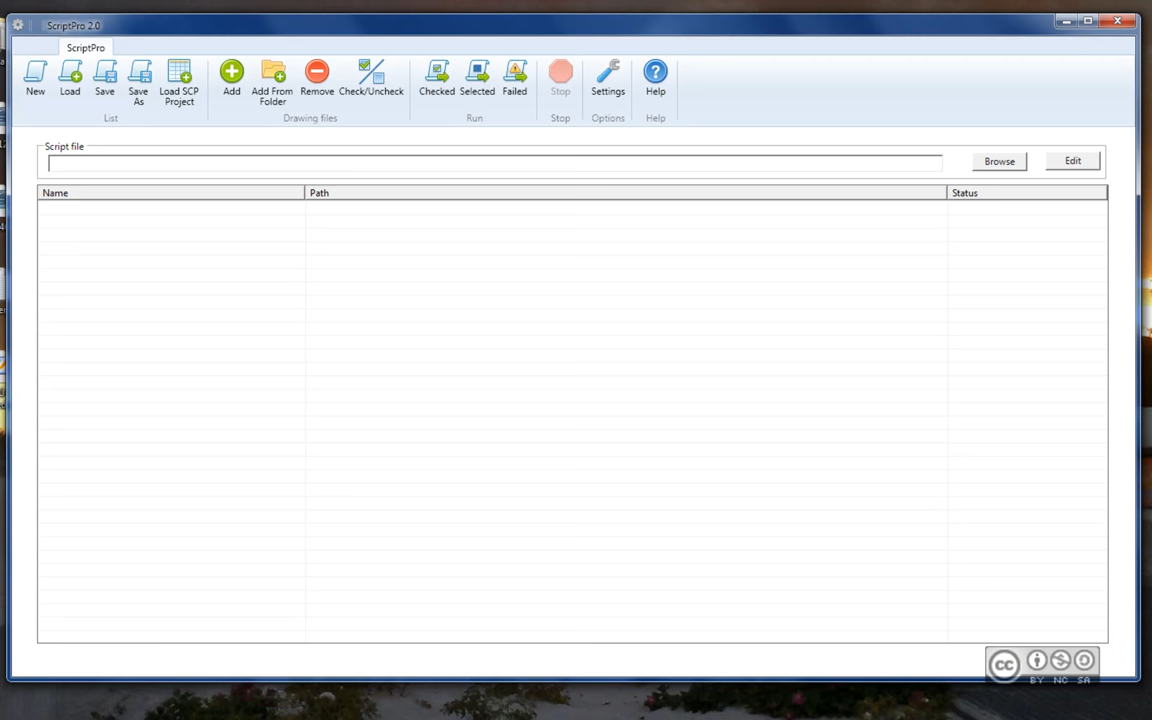 ScriptPro 2.0
ScriptPro
New
Load
Save
Save
As
Load SCP
Project
Add
Add From
Folder
Remove
Check/Uncheck
Checked
Selected
Failed
Stop
Settings
Help
List
Drawing files
Run
Stop
Options
Help
Script file
Browse
Edit
Name
Path
Status
cc
BY NC SA